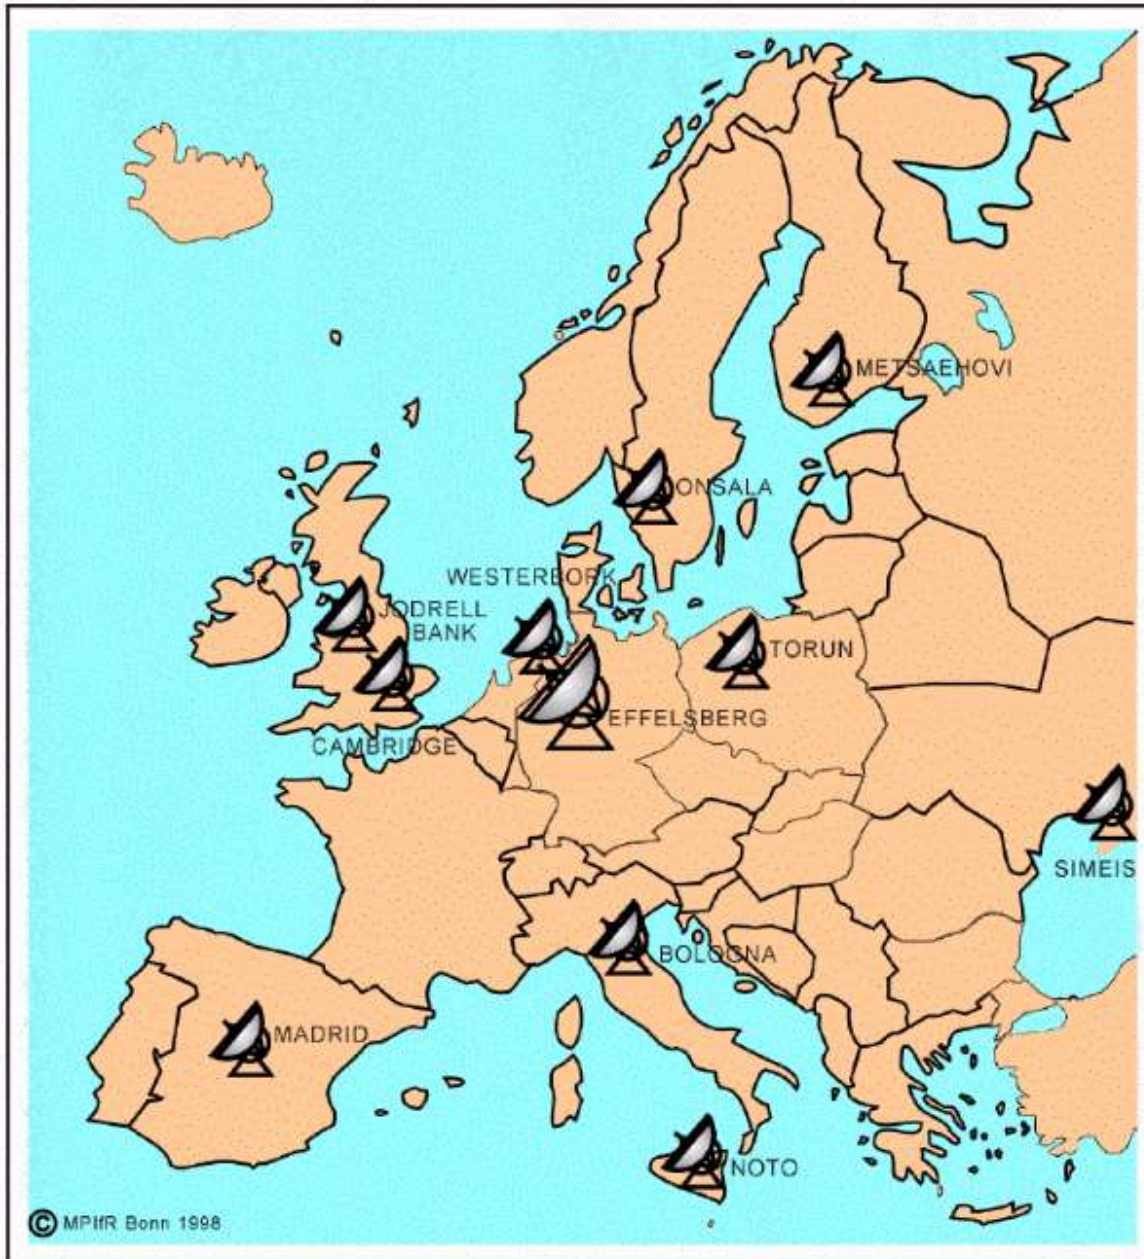 METSAEHOVI
ONSALA
WESTERBORK
JODRELL
BANK
TORUN
EFFELSBERG
CAMBRIDGE
SIMEIS
BOLOGNA
MADRID
NOTO
© MPIfR Bonn 1998